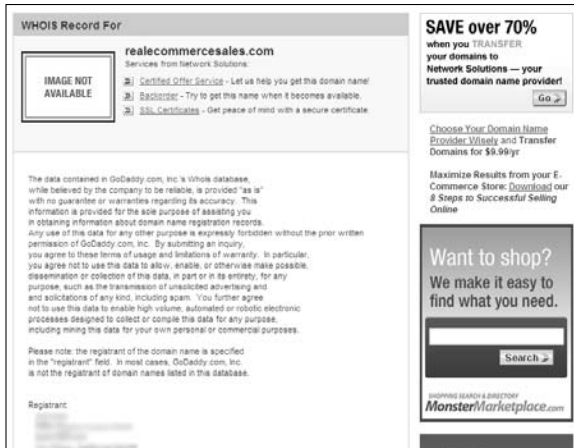 WHOIS Record For
realecommercesales.com
Services from Network Solutions:
Certified Offer Service - Let us help you get this domain name!
Backorder - Try to get this name when it becomes available.
SSL Certificates - Get peace of mind with a secure certificate.
IMAGE NOT
AVAILABLE
The data contained in GoDaddy.com, Inc.'s Whois database,
while believed by the company to be reliable, is provided "as is"
with no guarantee or warranties regarding its accuracy. This
information is provided for the sole purpose of assisting you
in obtaining information about domain name registration records.
Any use of this data for any other purpose is expressly forbidden without the prior written
permission of GoDaddy.com, Inc. By submitting an inquiry,
you agree to these terms of usage and limitations of warranty. In particular,
you agree not to use this data to allow, enable, or otherwise make possible,
dissemination or collection of this data, in part or in its entirety, for any
purpose, such as the transmission of unsolicited advertising and
and solicitations of any kind, including spam. You further agree
not to use this data to enable high volume, automated or robotic electronic
processes designed to collect or compile this data for any purpose,
including mining this data for your own personal or commercial purposes.
Please note: the registrant of the domain name is specified
in the "registrant" field. In most cases, GoDaddy.com, Inc.
is not the registrant of domain names listed in this database.
Registrant:
SAVE over 70%
when you TRANSFER
your domains to
Network Solutions — your
trusted domain name provider!
Go
Choose Your Domain Name
Provider Wisely and Transfer
Domains for $9.99/yr
Maximize Results from your E-
Commerce Store: Download our
8 Steps to Successful Selling
Online
Want to shop?
We make it easy to
find what you need.
Search
SHOPPING SEARCH & DIRECTORY
MonsterMarketplace.com